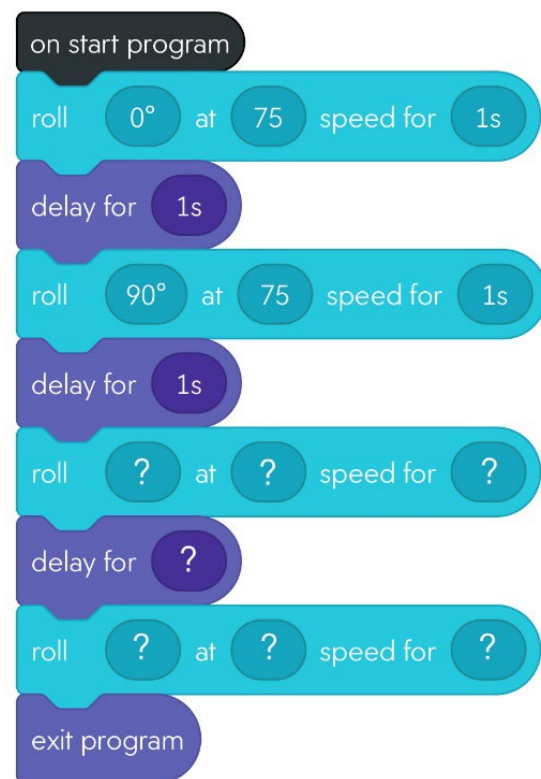 on start program
roll 0° at 75 speed for 1s
delay for 1s
roll 90° at 75 speed for 1s
delay for 1s
roll ? at ? speed for ?
delay for ?
roll ? at ? speed for ?
exit program